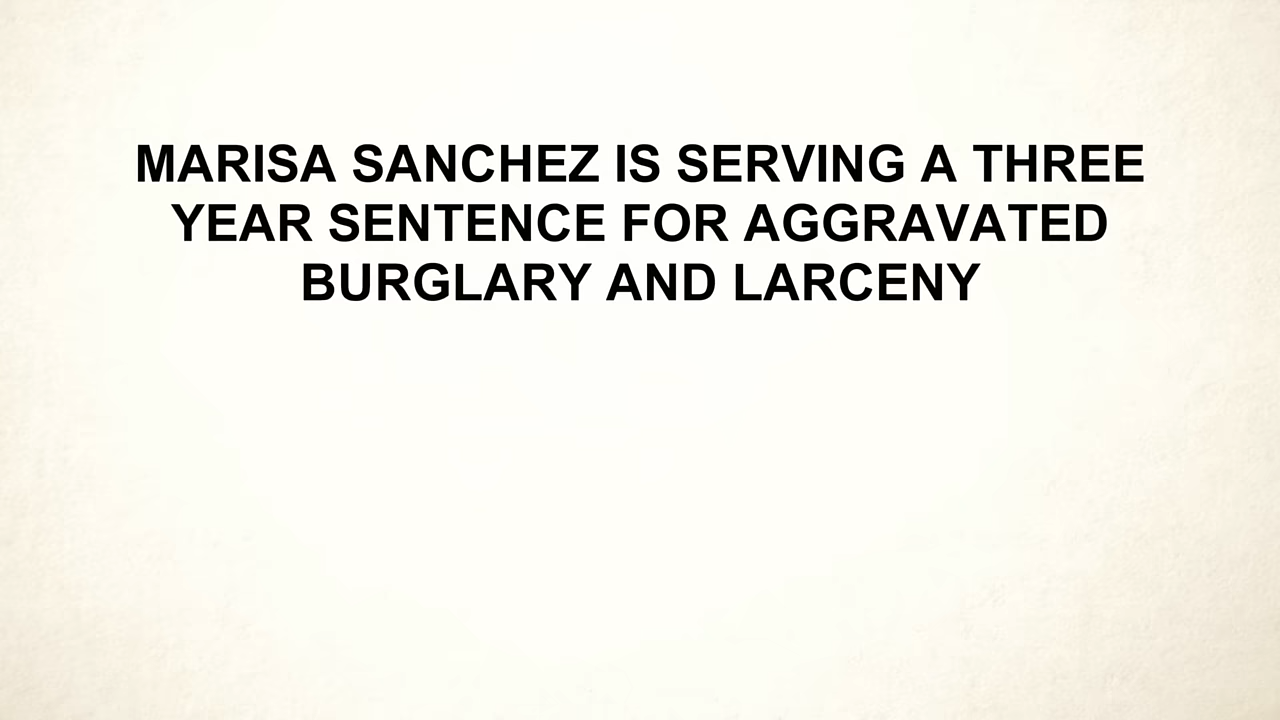 MARISA SANCHEZ IS SERVING A THREE
YEAR SENTENCE FOR AGGRAVATED
BURGLARY AND LARCENY